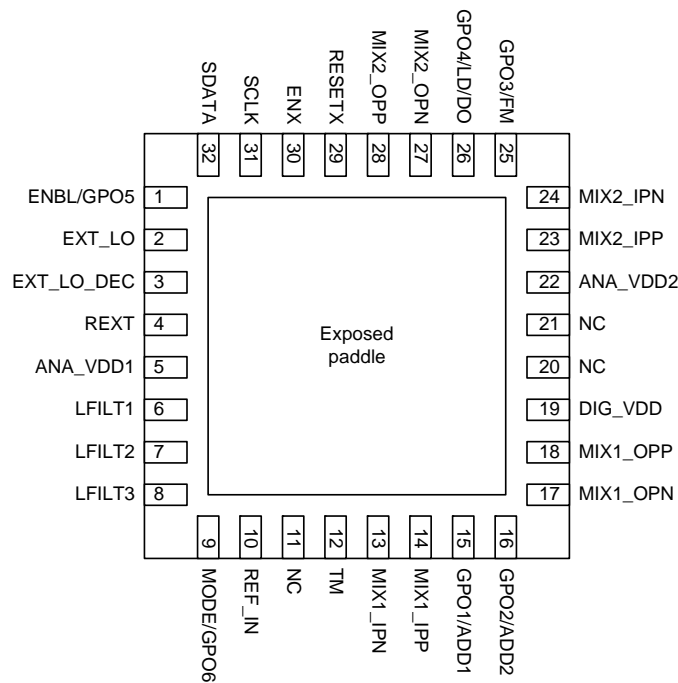 SDATA
SCLK
ENX
RESETX
MIX2_OPP
MIX2_OPN
GPO4/LD/DO
GPO3/FM
32
31
30
29
28
27
26
25
ENBL/GPO5 1
EXT_LO 2
EXT_LO_DEC 3
REXT 4
ANA_VDD1 5
LFILT1 6
LFILT2 7
LFILT3 8
Exposed
paddle
24 MIX2_IPN
23 MIX2_IPP
22 ANA_VDD2
21 NC
20 NC
19 DIG_VDD
18 MIX1_OPP
17 MIX1_OPN
9
10
11
12
13
14
15
16
MODE/GPO6
REF_IN
NC
TM
MIX1_IPN
MIX1_IPP
GPO1/ADD1
GPO2/ADD2